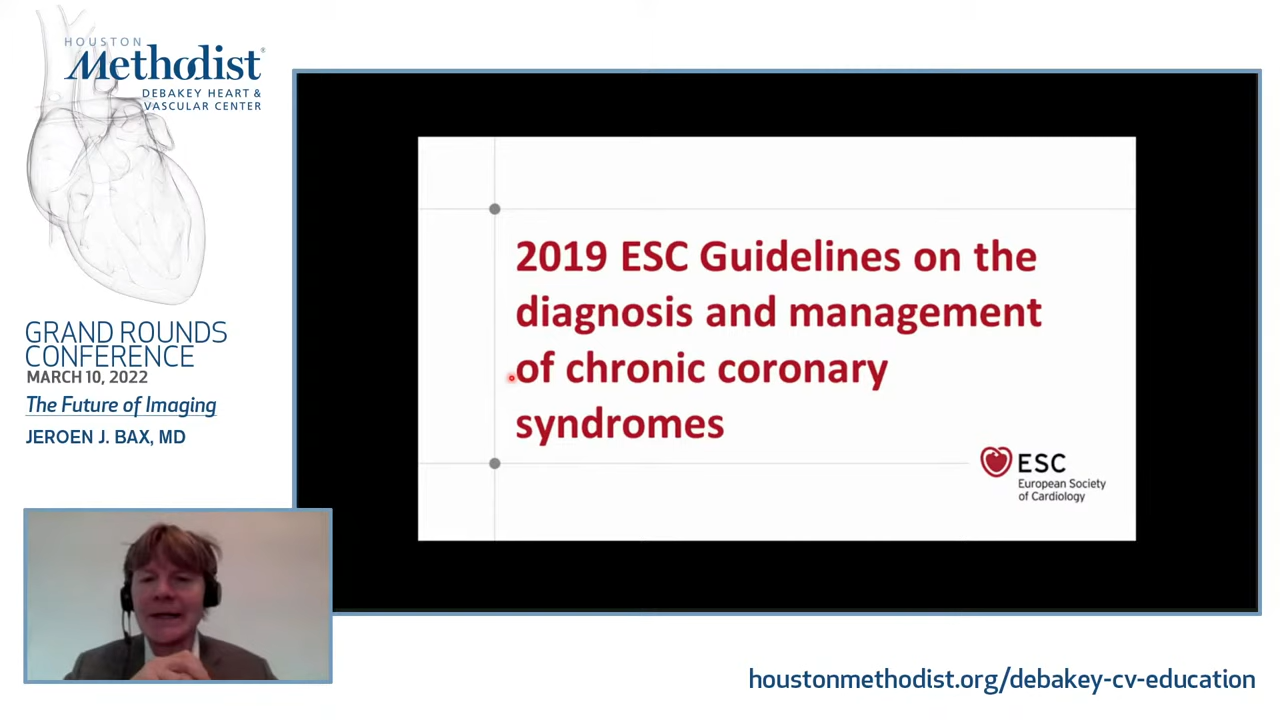 HOUSTON
Methodist®
DEBAKEY HEART &
VASCULAR CENTER
GRAND ROUNDS
CONFERENCE
MARCH 10, 2022
The Future of Imaging
JEROEN J. BAX, MD
2019 ESC Guidelines on the
diagnosis and management
of chronic coronary
syndromes
ESC
European Society
of Cardiology
houstonmethodist.org/debakey-cv-education